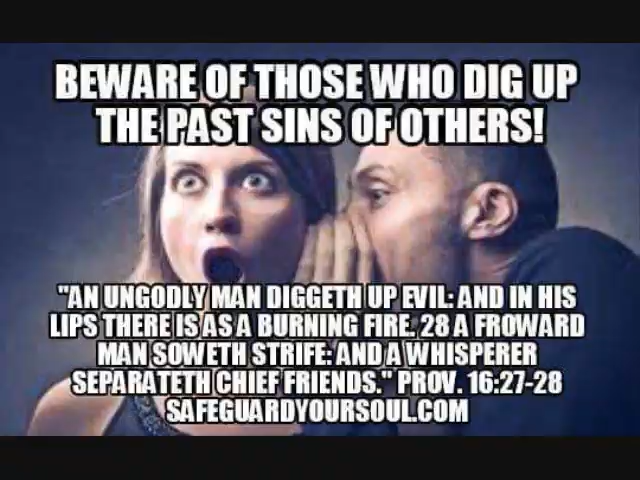 BEWARE OF THOSE WHO DIG UP
THE PAST SINS OF OTHERS!
"AN UNGODLY MAN DIGGETH UP EVIL: AND IN HIS
LIPS THERE IS AS A BURNING FIRE. 28 A FROWARD
MAN SOWETH STRIFE: AND A WHISPERER
SEPARATETH CHIEF FRIENDS." PROV. 16:27-28
SAFEGUARDYOURSOUL.COM